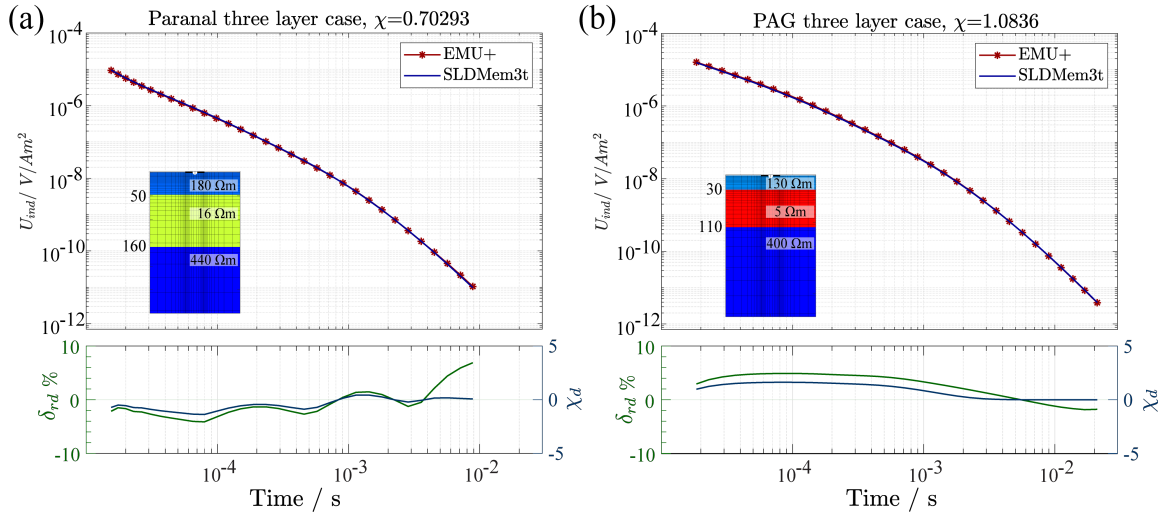 (a)
Paranal three layer case, χ=0.70293
10^-4
10^-6
10^-8
10^-10
10^-12
U_ind/ V/Am^2
EMU+
SLDMem3t
50
160
180 Ωm
16 Ωm
440 Ωm
10
0
-10
δ_rd %
5
0
-5
χ_d
10^-4
10^-3
10^-2
Time / s
(b)
PAG three layer case, χ=1.0836
10^-4
10^-6
10^-8
10^-10
10^-12
U_ind/ V/Am^2
EMU+
SLDMem3t
30
110
130 Ωm
5 Ωm
400 Ωm
10
0
-10
δ_rd %
5
0
-5
χ_d
10^-4
10^-3
10^-2
Time / s